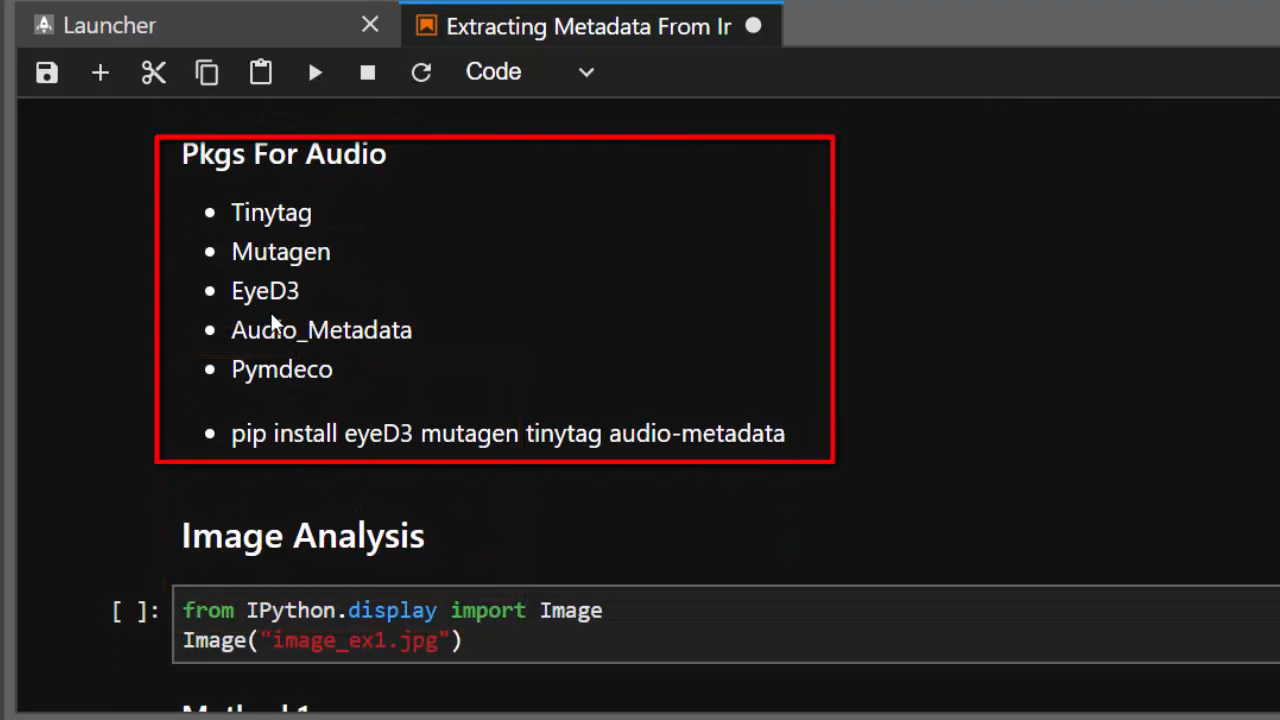 Launcher
Extracting Metadata From Ir
Code
Pkgs For Audio
Tinytag
Mutagen
EyeD3
Audio_Metadata
Pymdeco
pip install eyeD3 mutagen tinytag audio-metadata
Image Analysis
[ ]: from IPython.display import Image
Image("image_ex1.jpg")